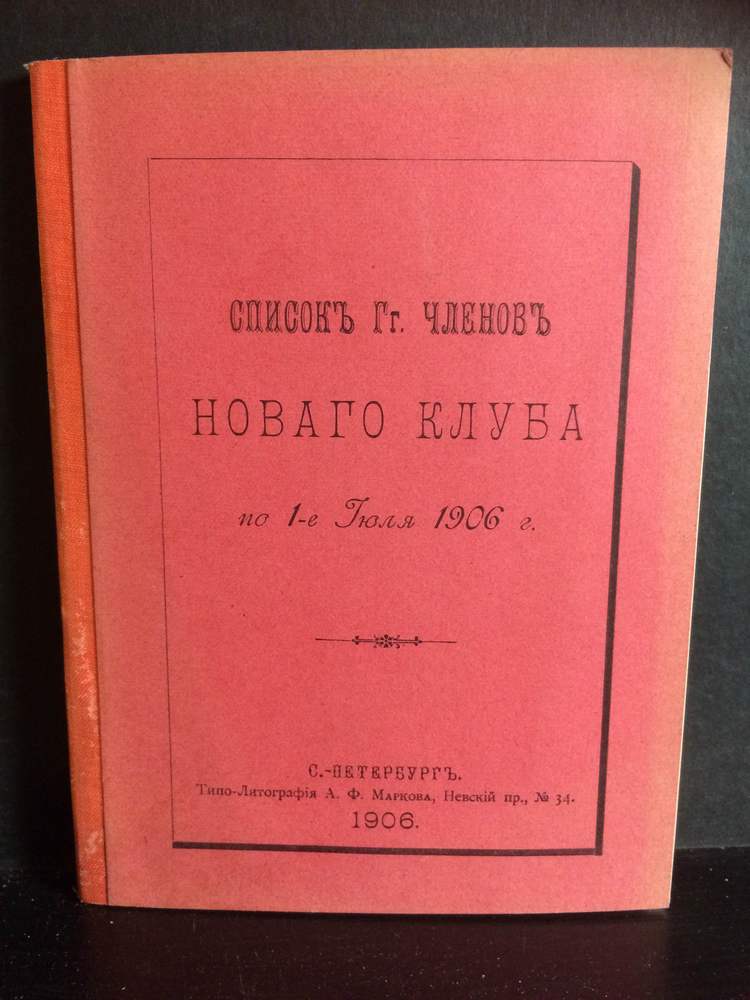 СПИСОКЪ Гг. ЧЛЕНОВЪ
НОВАГО КЛУБА
по 1-е Іюля 1906 г.
С.-ПЕТЕРБУРГЪ.
Типо-Литографія А. Ф. Маркова, Невскій пр., № 34.
1906.